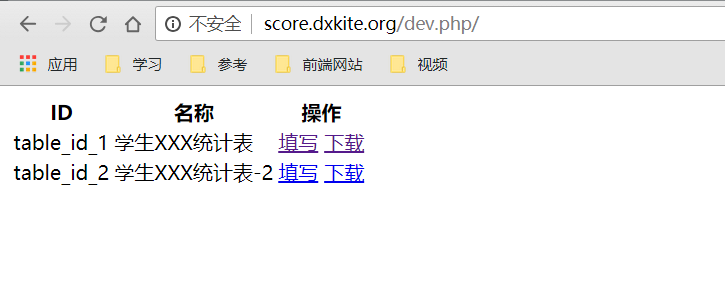 不安全 score.dxkite.org/dev.php/
应用 学习 参考 前端网站 视频
ID 名称 操作
table_id_1 学生XXX统计表 填写 下载
table_id_2 学生XXX统计表-2 填写 下载